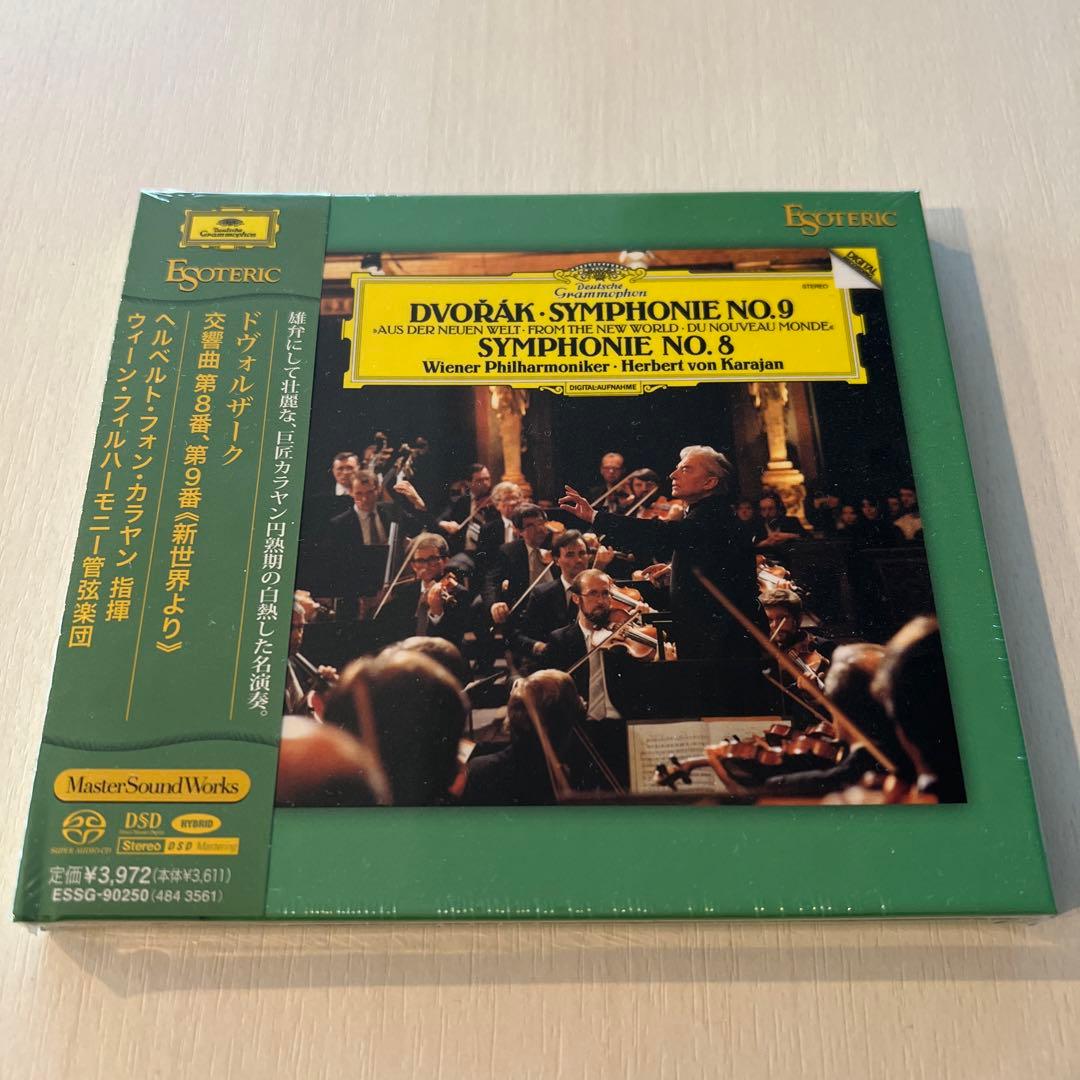 Deutsche
Grammophon
ESOTERIC
雄弁にして壮麗な、巨匠カラヤン円熟期の白熱した名演奏。
ドヴォルザーク
交響曲 第8番、第9番《新世界より》
ヘルベルト・フォン・カラヤン 指揮
ウィーン・フィルハーモニー管弦楽団
MasterSoundWorks
SUPER AUDIO CD
DSD
Direct Stream Digital
HYBRID
Stereo DSD Mastering
定価¥3,972(本体¥3,611)
ESSG-90250(484 3561)
ESOTERIC
DIGITAL
STEREO
Deutsche
Grammophon
DVOŘÁK · SYMPHONIE NO. 9
»AUS DER NEUEN WELT · FROM THE NEW WORLD · DU NOUVEAU MONDE«
SYMPHONIE NO. 8
Wiener Philharmoniker · Herbert von Karajan
DIGITAL-AUFNAHME